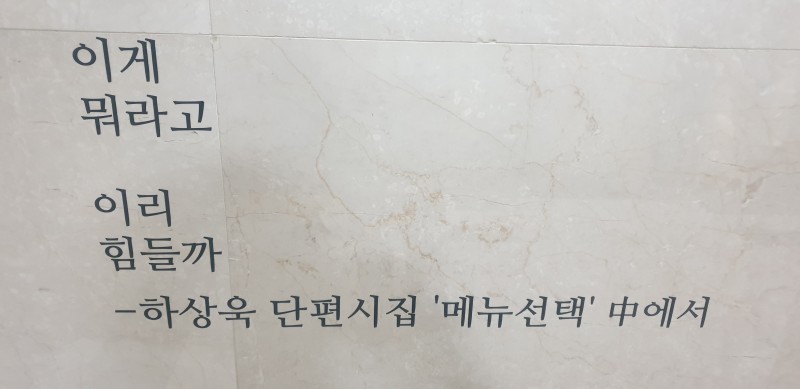 이게
뭐라고
이리
힘들까
-하상욱 단편시집 '메뉴선택' 中에서